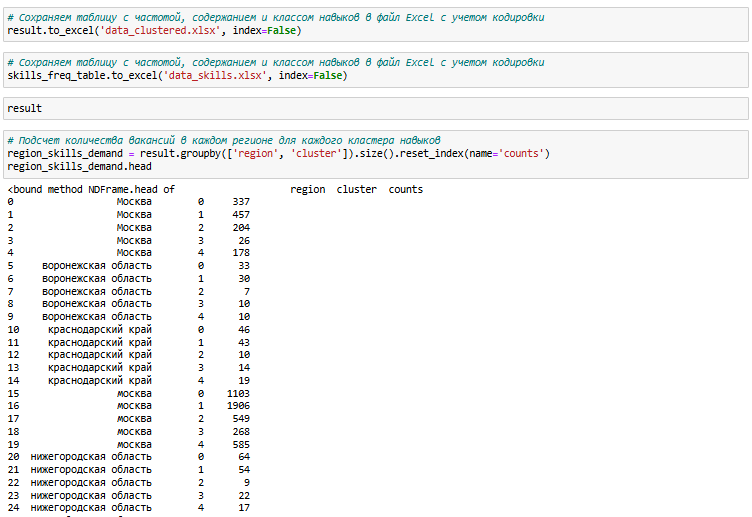 # Сохраняем таблицу с частотой, содержанием и классом навыков в файл Excel с учетом кодировки
result.to_excel('data_clustered.xlsx', index=False)
# Сохраняем таблицу с частотой, содержанием и классом навыков в файл Excel с учетом кодировки
skills_freq_table.to_excel('data_skills.xlsx', index=False)
result
# Подсчет количества вакансий в каждом регионе для каждого кластера навыков
region_skills_demand = result.groupby(['region', 'cluster']).size().reset_index(name='counts')
region_skills_demand.head
<bound method NDFrame.head of region cluster counts
0 Москва 0 337
1 Москва 1 457
2 Москва 2 204
3 Москва 3 26
4 Москва 4 178
5 воронежская область 0 33
6 воронежская область 1 30
7 воронежская область 2 7
8 воронежская область 3 10
9 воронежская область 4 10
10 краснодарский край 0 46
11 краснодарский край 1 43
12 краснодарский край 2 10
13 краснодарский край 3 14
14 краснодарский край 4 19
15 москва 0 1103
16 москва 1 1906
17 москва 2 549
18 москва 3 268
19 москва 4 585
20 нижегородская область 0 64
21 нижегородская область 1 54
22 нижегородская область 2 9
23 нижегородская область 3 22
24 нижегородская область 4 17